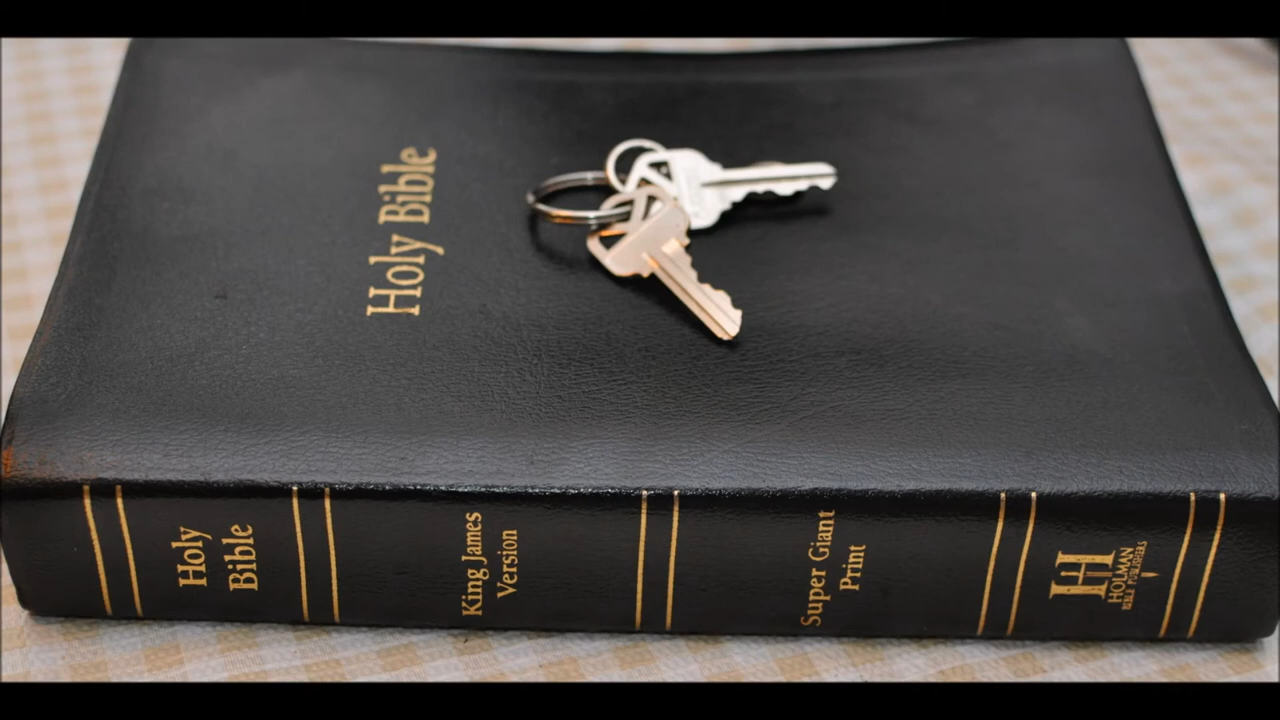 Holy Bible
Holy
Bible
King James
Version
Super Giant
Print
HOLMAN
BIBLE PUBLISHERS